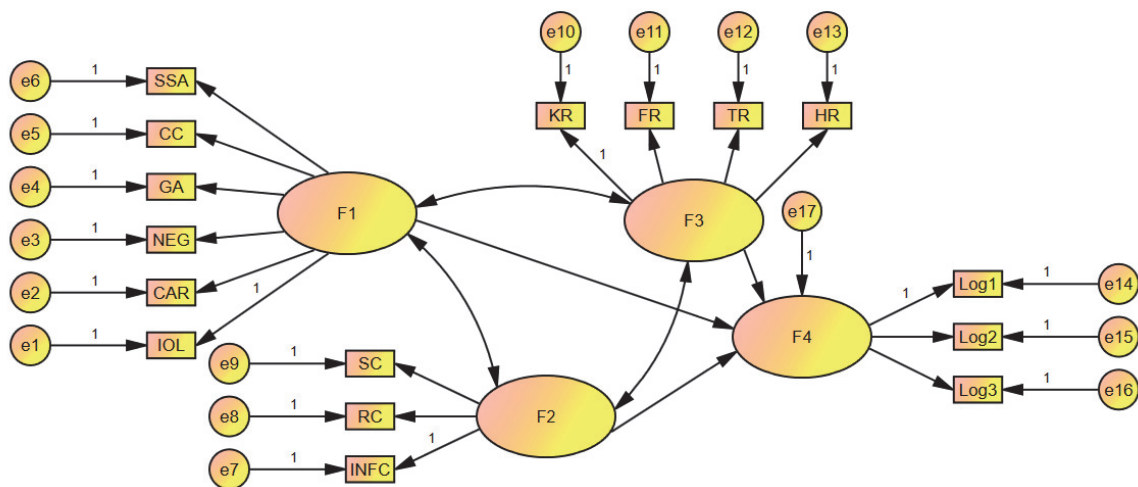 e10
e11
e12
e13
1
1
1
1
KR
FR
TR
HR
1
e6
1
SSA
e5
1
CC
e4
1
GA
e3
1
NEG
e2
1
CAR
1
e1
1
IOL
F1
F3
e17
1
F4
1
Log1
1
e14
Log2
1
e15
Log3
1
e16
e9
1
SC
e8
1
RC
1
e7
1
INFC
F2